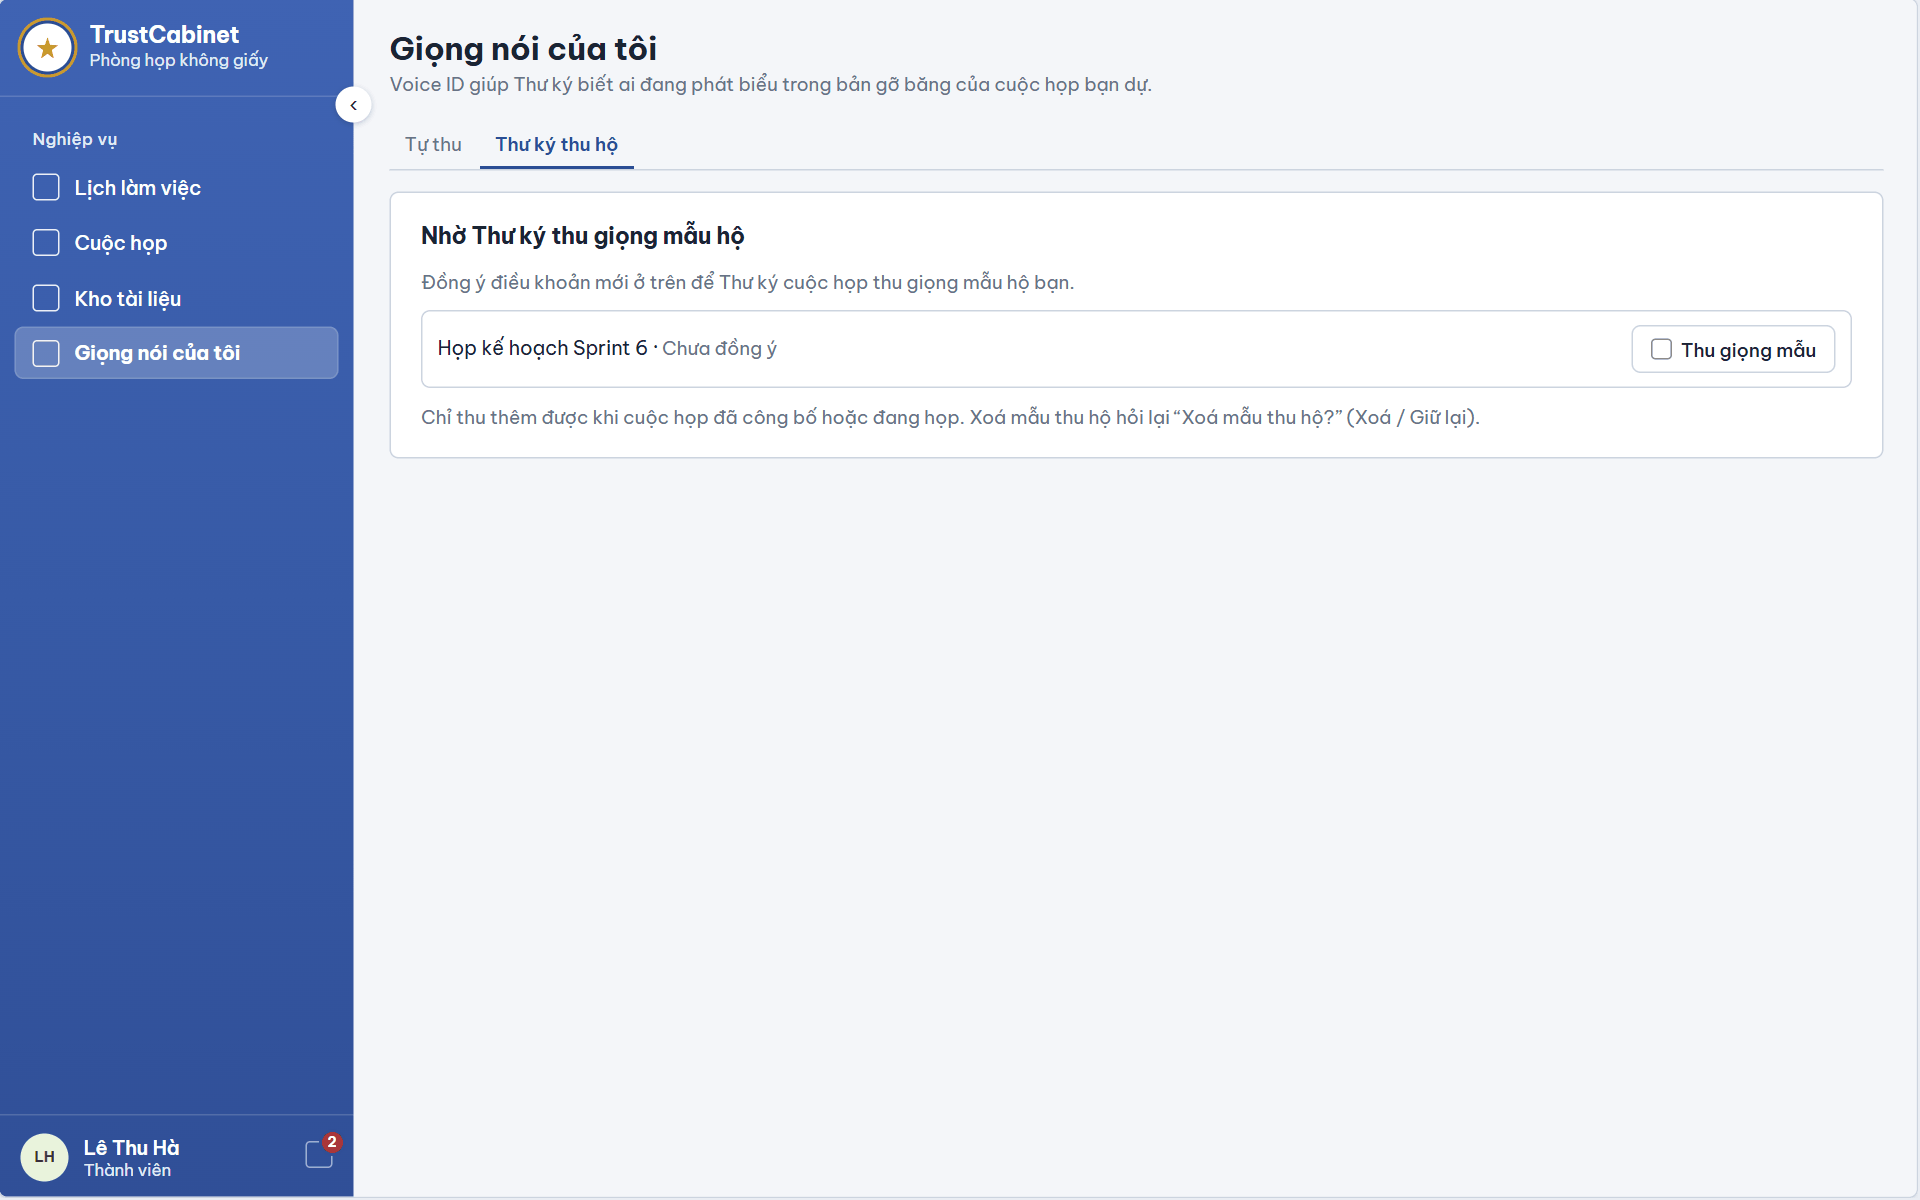 TrustCabinet
Phòng họp không giấy
‹
Nghiệp vụ
Lịch làm việc
Cuộc họp
Kho tài liệu
Giọng nói của tôi
LH
Lê Thu Hà
Thành viên
2
Giọng nói của tôi
Voice ID giúp Thư ký biết ai đang phát biểu trong bản gỡ băng của cuộc họp bạn dự.
Tự thu
Thư ký thu hộ
Nhờ Thư ký thu giọng mẫu hộ
Đồng ý điều khoản mới ở trên để Thư ký cuộc họp thu giọng mẫu hộ bạn.
Họp kế hoạch Sprint 6 · Chưa đồng ý
Thu giọng mẫu
Chỉ thu thêm được khi cuộc họp đã công bố hoặc đang họp. Xoá mẫu thu hộ hỏi lại “Xoá mẫu thu hộ?” (Xoá / Giữ lại).